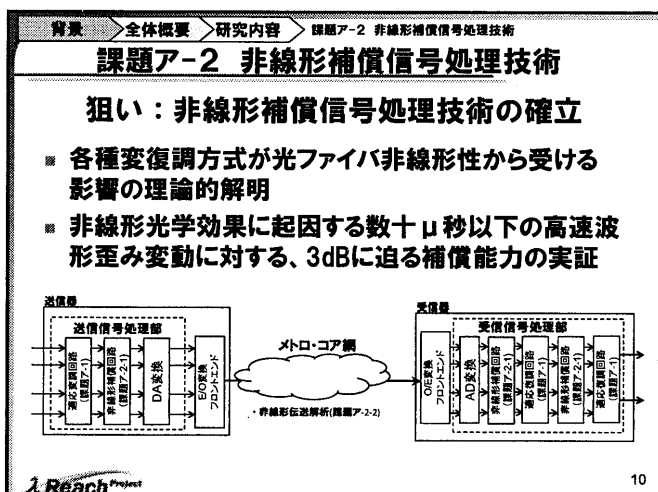 背景 全体概要 研究内容 課題ア-2 非線形補償信号処理技術
課題ア-2 非線形補償信号処理技術
狙い：非線形補償信号処理技術の確立
各種変復調方式が光ファイバ非線形性から受ける
影響の理論的解明
非線形光学効果に起因する数十μ秒以下の高速波
形歪み変動に対する、3dBに迫る補償能力の実証
送信器
送信信号処理部
適応変調回路
(課題ア-1)
非線形補償回路
(課題ア-2-1)
DA変換
E/O変換
フロントエンド
メトロ・コア網
・非線形伝送解析(課題ア-2-2)
受信器
受信信号処理部
O/E変換
フロントエンド
AD変換
非線形補償回路
(課題ア-2-1)
適応復調回路
(課題ア-1)
非線形補償回路
(課題ア-2-1)
適応復調回路
(課題ア-1)
λ Reach Project
10